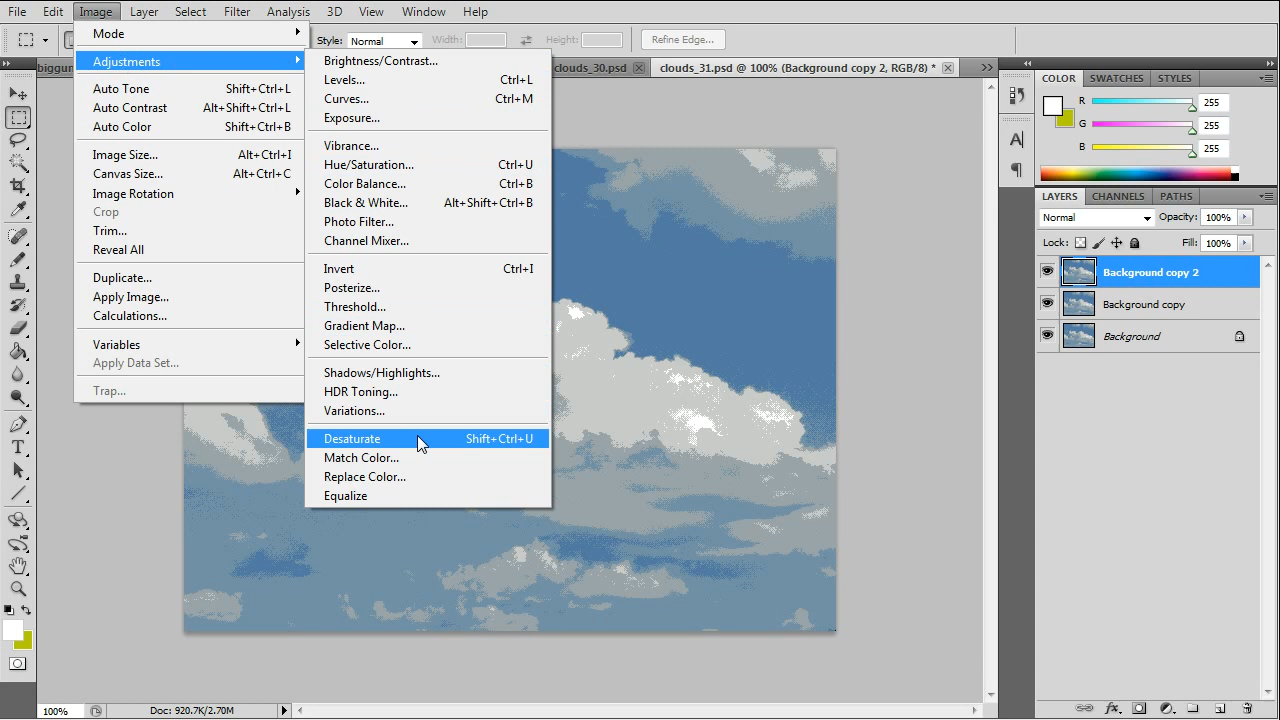 File Edit Image Layer Select Filter Analysis 3D View Window Help
Style: Normal Width: Height: Refine Edge...
biggun clouds_30.psd clouds_31.psd @ 100% (Background copy 2, RGB/8) *
Mode
Adjustments
Auto Tone Shift+Ctrl+L
Auto Contrast Alt+Shift+Ctrl+L
Auto Color Shift+Ctrl+B
Image Size... Alt+Ctrl+I
Canvas Size... Alt+Ctrl+C
Image Rotation
Crop
Trim...
Reveal All
Duplicate...
Apply Image...
Calculations...
Variables
Apply Data Set...
Trap...
Brightness/Contrast...
Levels... Ctrl+L
Curves... Ctrl+M
Exposure...
Vibrance...
Hue/Saturation... Ctrl+U
Color Balance... Ctrl+B
Black & White... Alt+Shift+Ctrl+B
Photo Filter...
Channel Mixer...
Invert Ctrl+I
Posterize...
Threshold...
Gradient Map...
Selective Color...
Shadows/Highlights...
HDR Toning...
Variations...
Desaturate Shift+Ctrl+U
Match Color...
Replace Color...
Equalize
COLOR SWATCHES STYLES
R 255
G 255
B 255
LAYERS CHANNELS PATHS
Normal Opacity: 100%
Lock: Fill: 100%
Background copy 2
Background copy
Background
100% Doc: 920.7K/2.70M